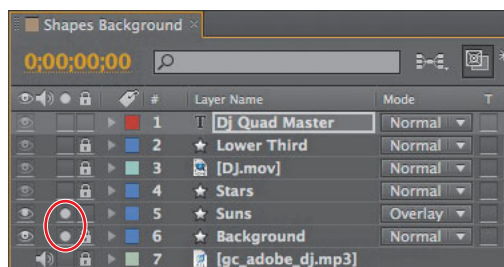 Shapes Background
0;00;00;00
# Layer Name Mode T
1 T Dj Quad Master Normal
2 Lower Third Normal
3 [DJ.mov] Normal
4 Stars Normal
5 Suns Overlay
6 Background Normal
7 [gc_adobe_dj.mp3]